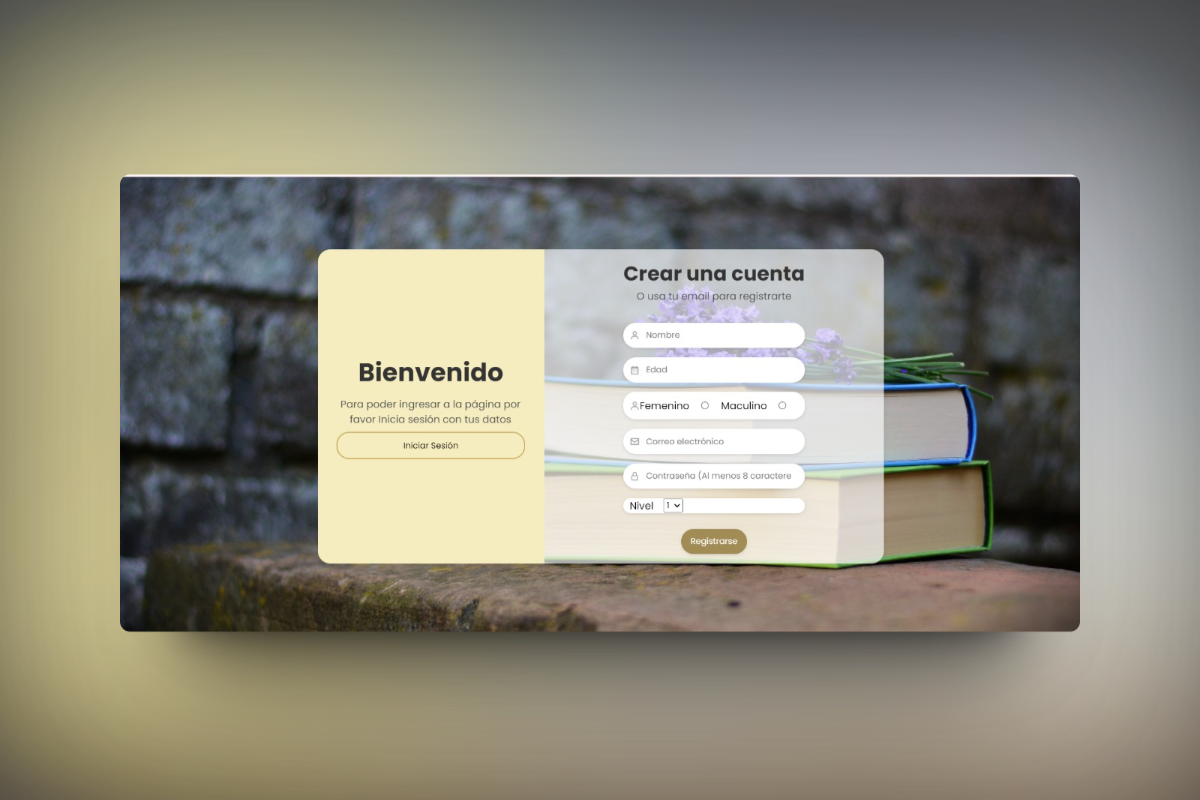 Bienvenido
Para poder ingresar a la página por
favor Inicia sesión con tus datos
Iniciar Sesión
Crear una cuenta
O usa tu email para registrarte
Nombre
Edad
Femenino Maculino
Correo electrónico
Contraseña (Al menos 8 caractere
Nivel 1
Registrarse